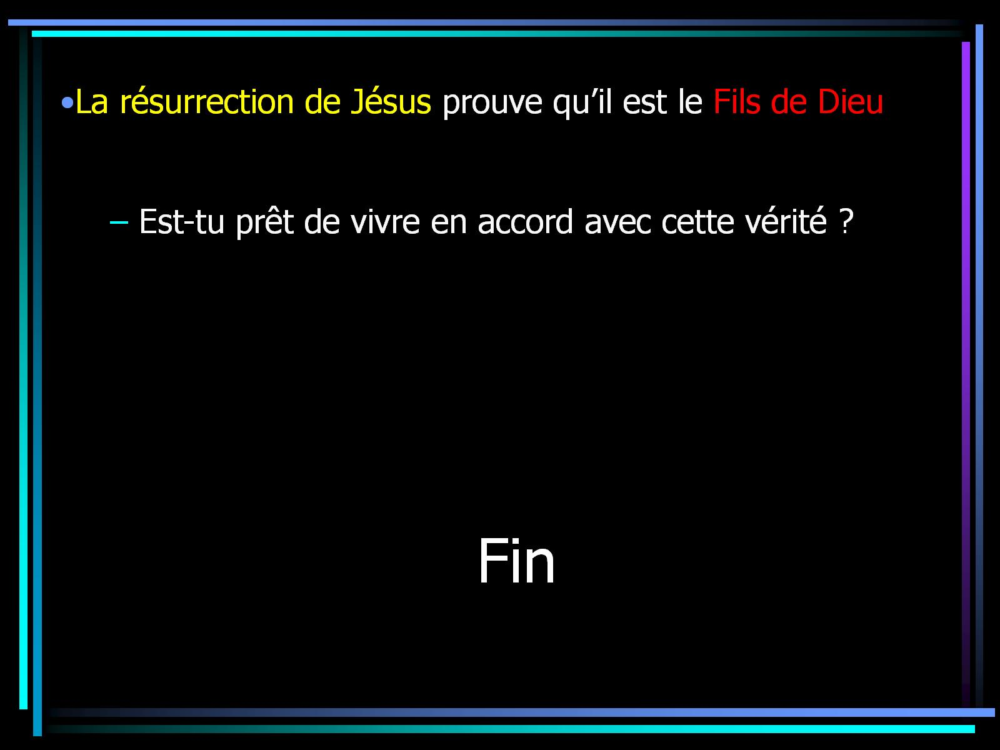 •La résurrection de Jésus prouve qu’il est le Fils de Dieu
– Est-tu prêt de vivre en accord avec cette vérité ?
Fin